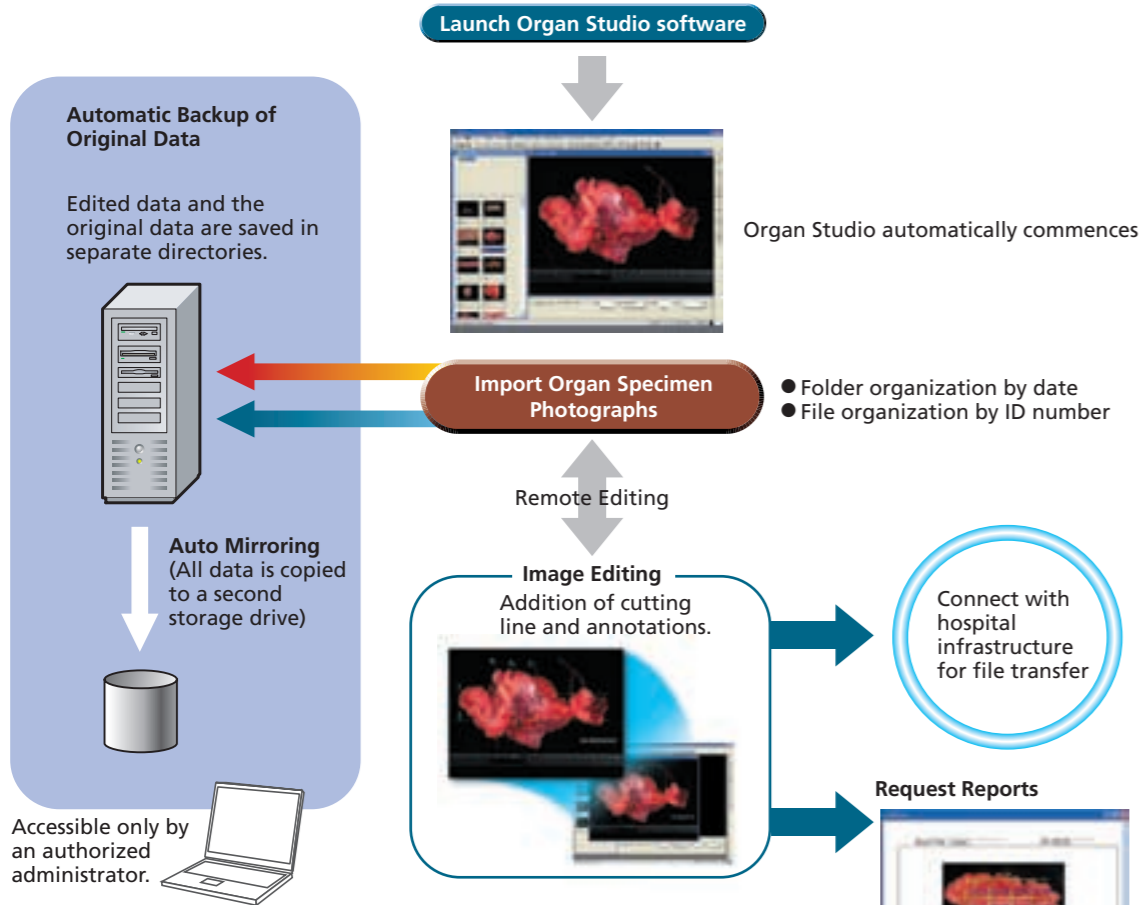 Launch Organ Studio software
Automatic Backup of
Original Data
Edited data and the
original data are saved in
separate directories.
Organ Studio automatically commences
Import Organ Specimen
Photographs
● Folder organization by date
● File organization by ID number
Remote Editing
Auto Mirroring
(All data is copied
to a second
storage drive)
Image Editing
Addition of cutting
line and annotations.
Connect with
hospital
infrastructure
for file transfer
Request Reports
Accessible only by
an authorized
administrator.